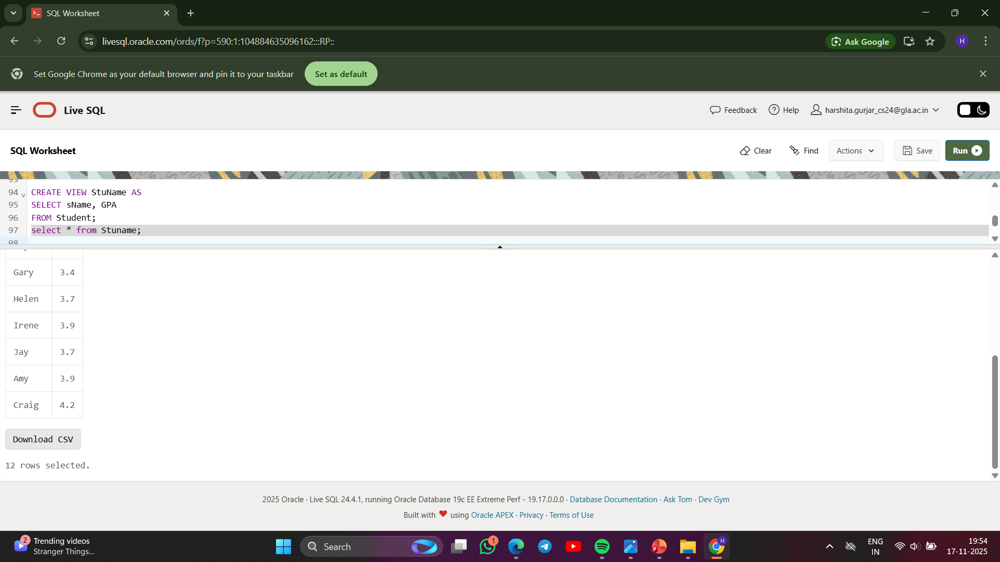 SQL Worksheet
livesql.oracle.com/ords/f?p=590:1:104884635096162:::RP::
Ask Google
H
Set Google Chrome as your default browser and pin it to your taskbar
Set as default
Live SQL
Feedback
Help
harshita.gurjar_cs24@gla.ac.in
SQL Worksheet
Clear
Find
Actions
Save
Run
93
94 CREATE VIEW StuName AS
95 SELECT sName, GPA
96 FROM Student;
97 select * from Stuname;
98
Gary 3.4
Helen 3.7
Irene 3.9
Jay 3.7
Amy 3.9
Craig 4.2
Download CSV
12 rows selected.
2025 Oracle · Live SQL 24.4.1, running Oracle Database 19c EE Extreme Perf - 19.17.0.0.0 · Database Documentation · Ask Tom · Dev Gym
Built with ❤ using Oracle APEX · Privacy · Terms of Use
2
Trending videos
Stranger Things...
Search
1
P
H
ENG
IN
19:54
17-11-2025